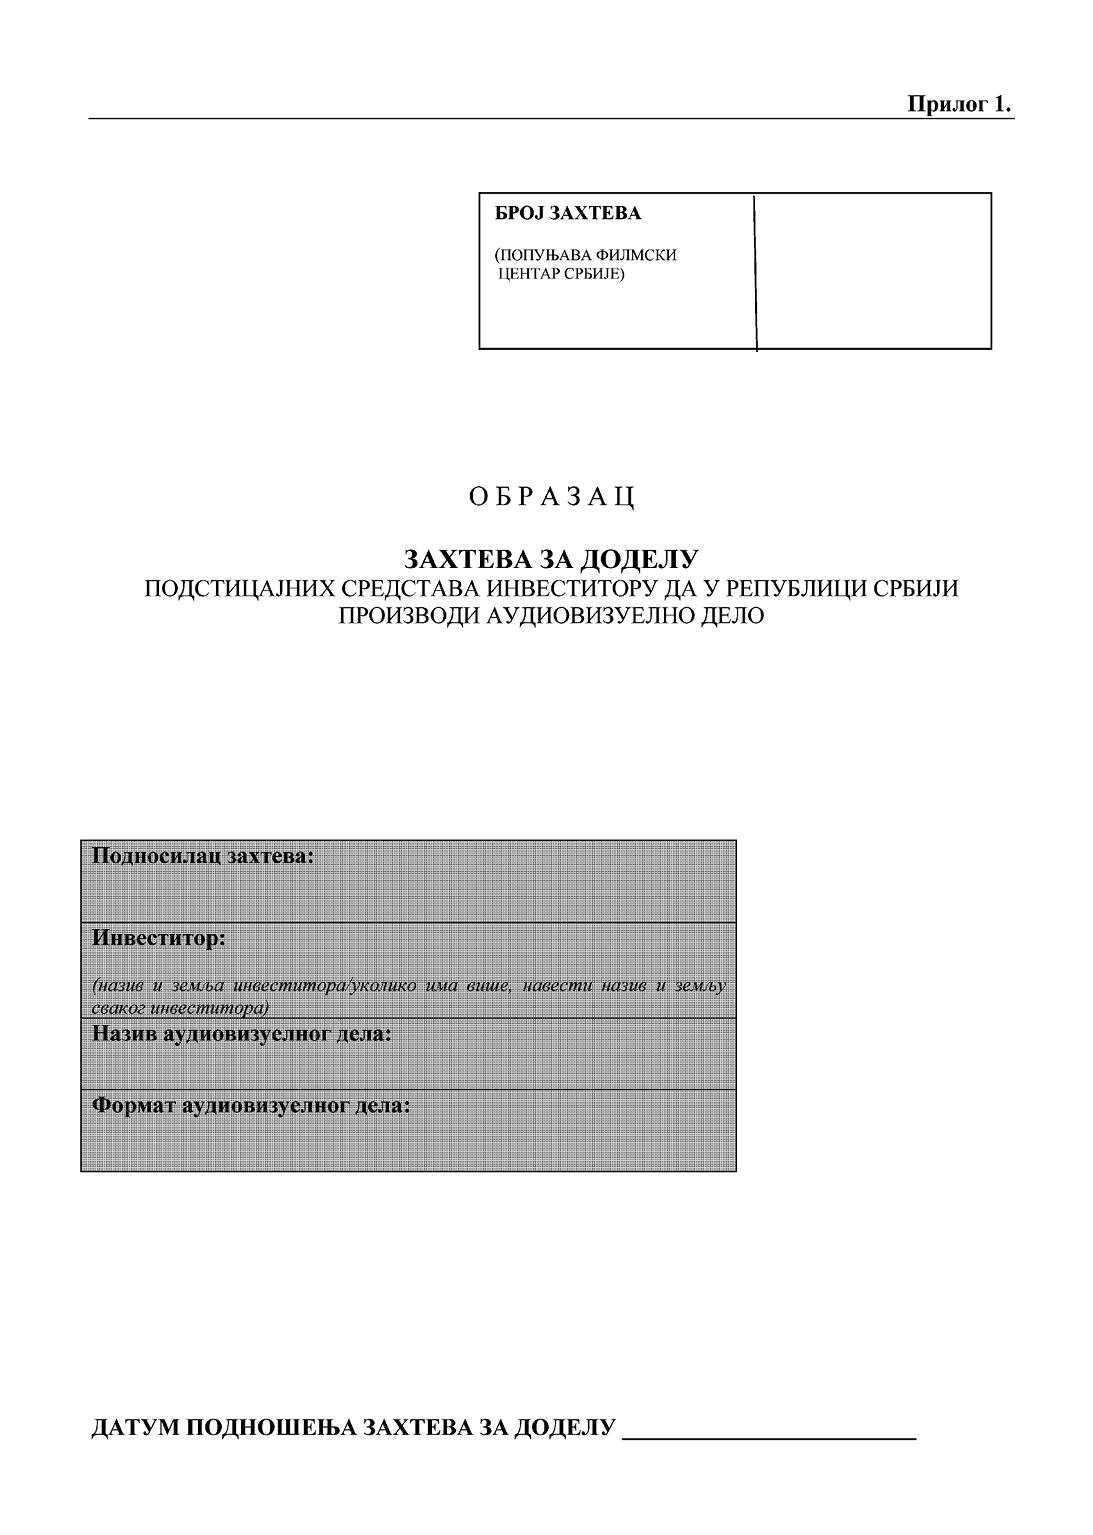 Прилог 1.
БРОЈ ЗАХТЕВА
(ПОПУЊАВА ФИЛМСКИ
ЦЕНТАР СРБИЈЕ)
О Б Р А З А Ц
ЗАХТЕВА ЗА ДОДЕЛУ
ПОДСТИЦАЈНИХ СРЕДСТАВА ИНВЕСТИТОРУ ДА У РЕПУБЛИЦИ СРБИЈИ
ПРОИЗВОДИ АУДИОВИЗУЕЛНО ДЕЛО
Подносилац захтева:
Инвеститор:
(назив и земља инвеститора/уколико има више, навести назив и земљу
сваког инвеститора)
Назив аудиовизуелног дела:
Формат аудиовизуелног дела:
ДАТУМ ПОДНОШЕЊА ЗАХТЕВА ЗА ДОДЕЛУ